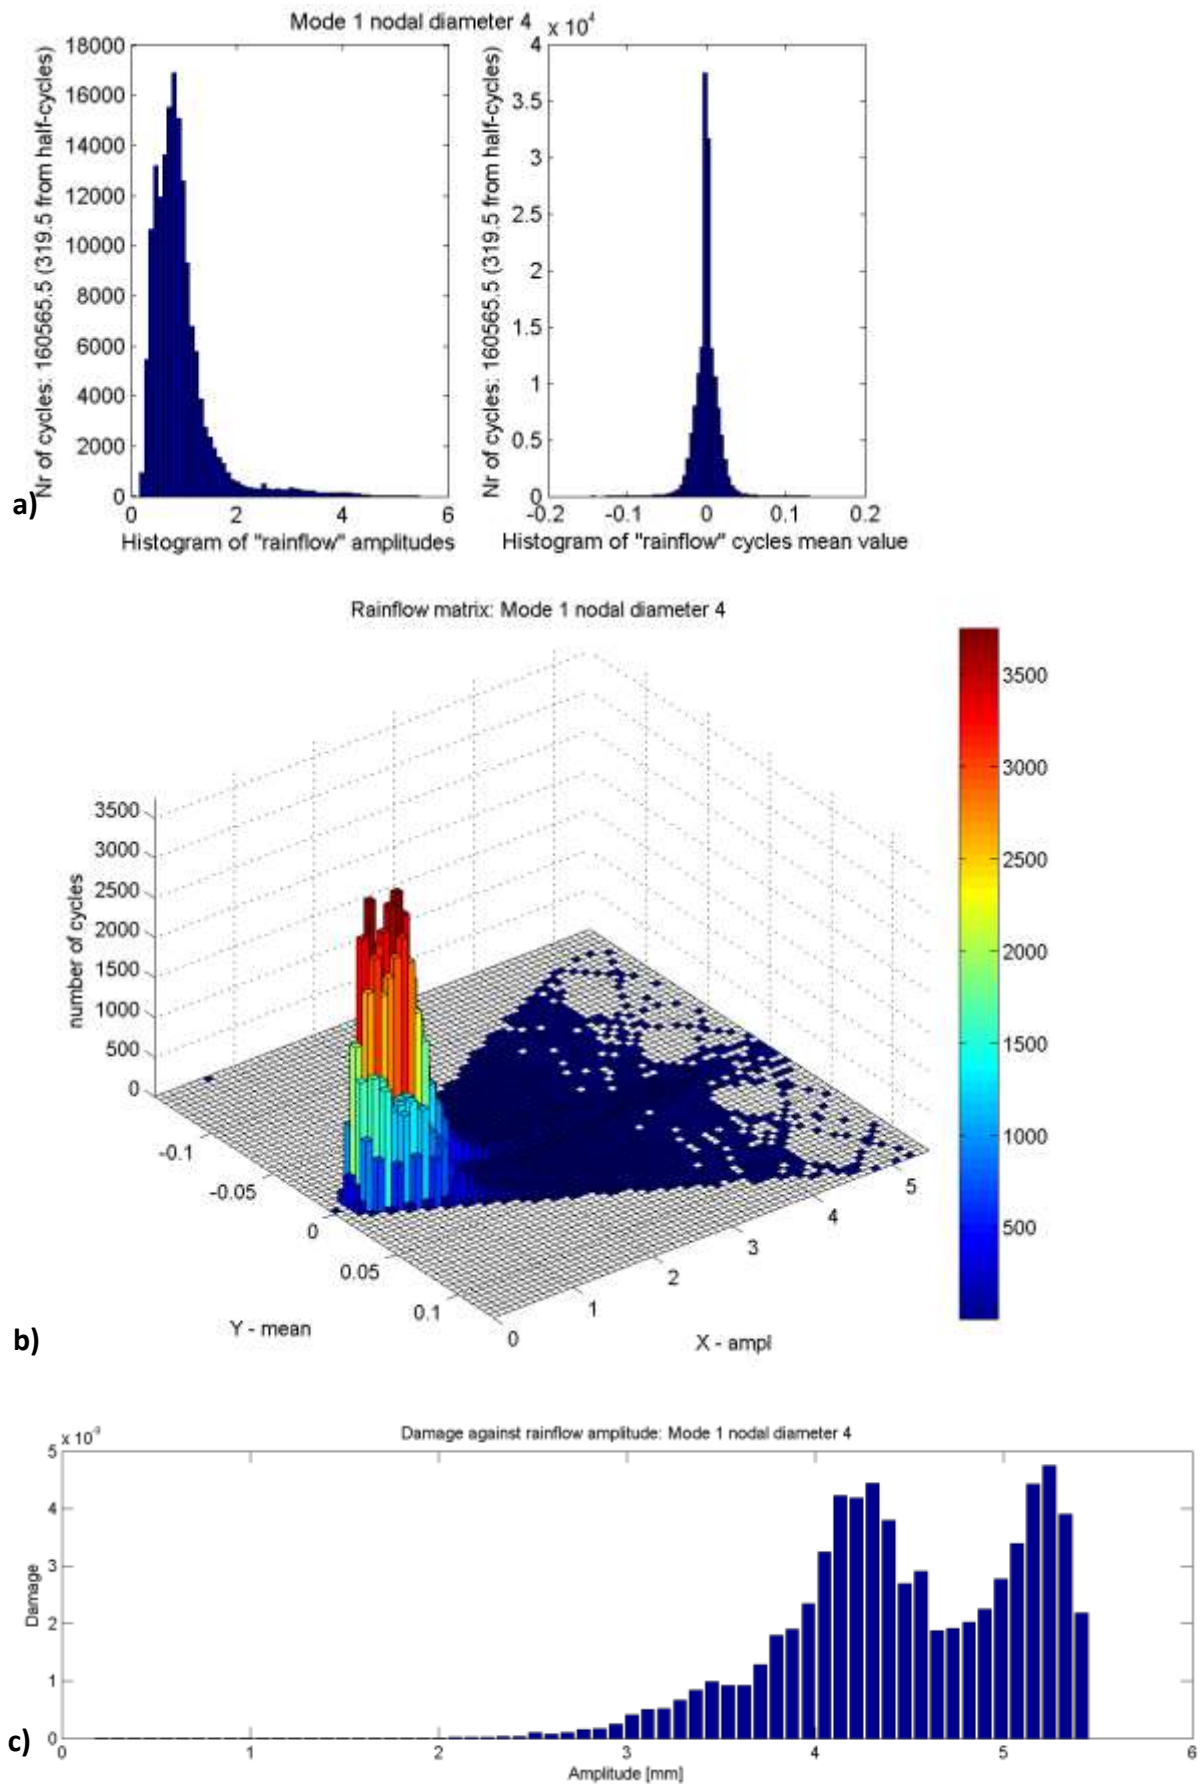 Mode 1 nodal diameter 4
x 10^4
Nr of cycles: 160565.5 (319.5 from half-cycles)
18000
16000
14000
12000
10000
8000
6000
4000
2000
0
0 2 4 6
Histogram of "rainflow" amplitudes
Nr of cycles: 160565.5 (319.5 from half-cycles)
4
3.5
3
2.5
2
1.5
1
0.5
0
-0.2 -0.1 0 0.1 0.2
Histogram of "rainflow" cycles mean value
a)
Rainflow matrix: Mode 1 nodal diameter 4
number of cycles
3500
3000
2500
2000
1500
1000
500
0
-0.1
-0.05
0
0.05
0.1
Y - mean
0
1
2
3
4
5
X - ampl
3500
3000
2500
2000
1500
1000
500
b)
Damage against rainflow amplitude: Mode 1 nodal diameter 4
Damage
5
4
3
2
1
0
0 1 2 3 4 5 6
Amplitude [mm]
c)